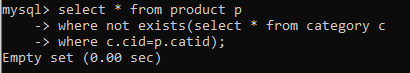 mysql> select * from product p
    -> where not exists(select * from category c
    -> where c.cid=p.catid);
Empty set (0.00 sec)